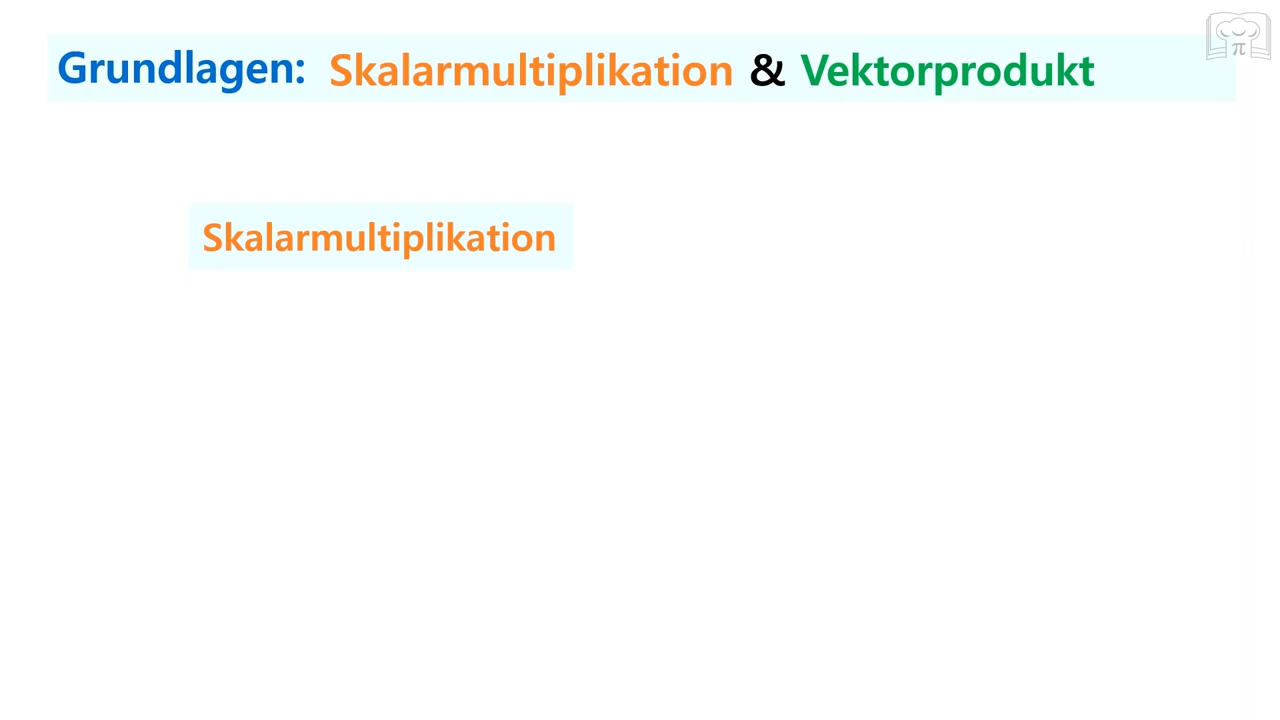 Grundlagen: Skalarmultiplikation & Vektorprodukt
π
Skalarmultiplikation